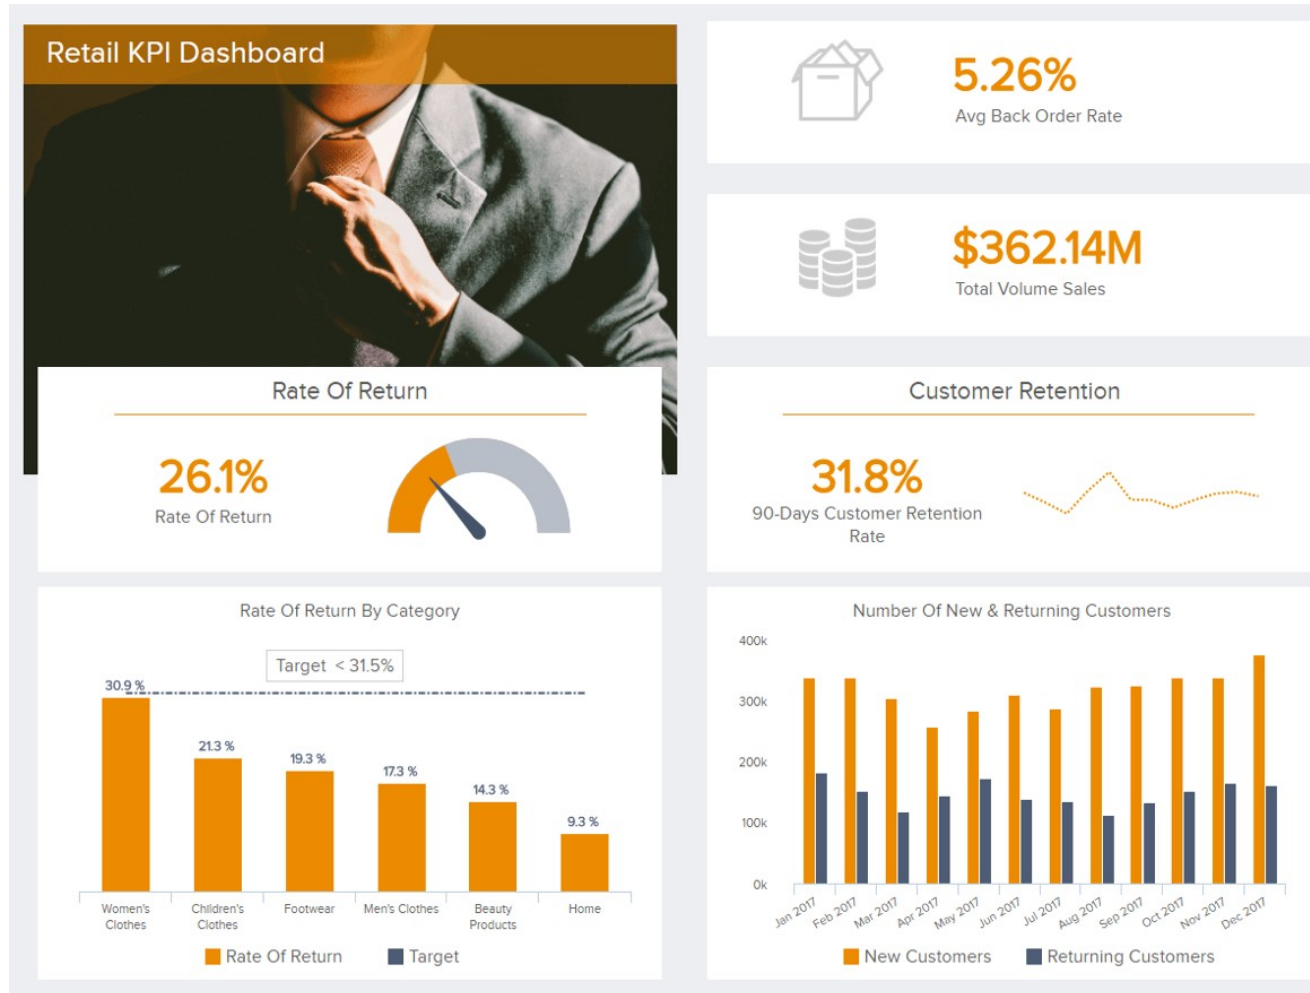 Retail KPI Dashboard
5.26%
Avg Back Order Rate
$362.14M
Total Volume Sales
Rate Of Return
26.1%
Rate Of Return
Customer Retention
31.8%
90-Days Customer Retention
Rate
Rate Of Return By Category
Target < 31.5%
30.9 %
21.3 %
19.3 %
17.3 %
14.3 %
9.3 %
Women's
Clothes
Children's
Clothes
Footwear
Men's Clothes
Beauty
Products
Home
Rate Of Return
Target
Number Of New & Returning Customers
400k
300k
200k
100k
0k
Jan 2017
Feb 2017
Mar 2017
Apr 2017
May 2017
Jun 2017
Jul 2017
Aug 2017
Sep 2017
Oct 2017
Nov 2017
Dec 2017
New Customers
Returning Customers